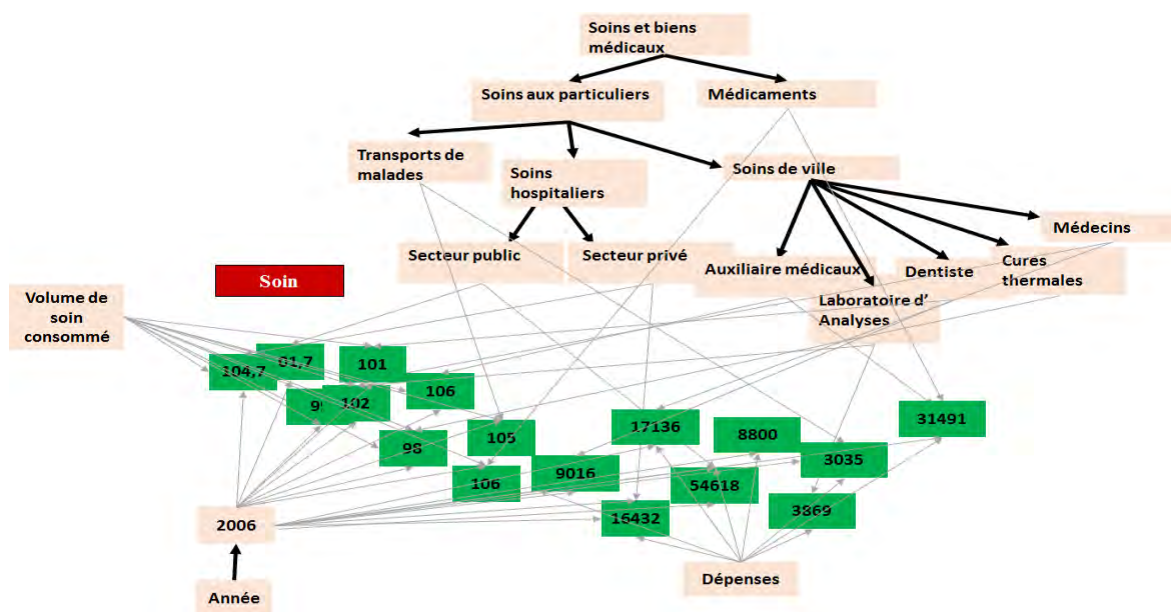 Soins et biens
médicaux
Soins aux particuliers
Médicaments
Transports de
malades
Soins
hospitaliers
Soins de ville
Médecins
Secteur public
Secteur privé
Auxiliaire médicaux
Dentiste
Cures
thermales
Laboratoire d’
Analyses
Soin
Volume de
soin
consommé
104,7
101
102
106
98
105
106
9016
17136
54618
16432
8800
3035
3869
31491
2006
Année
Dépenses